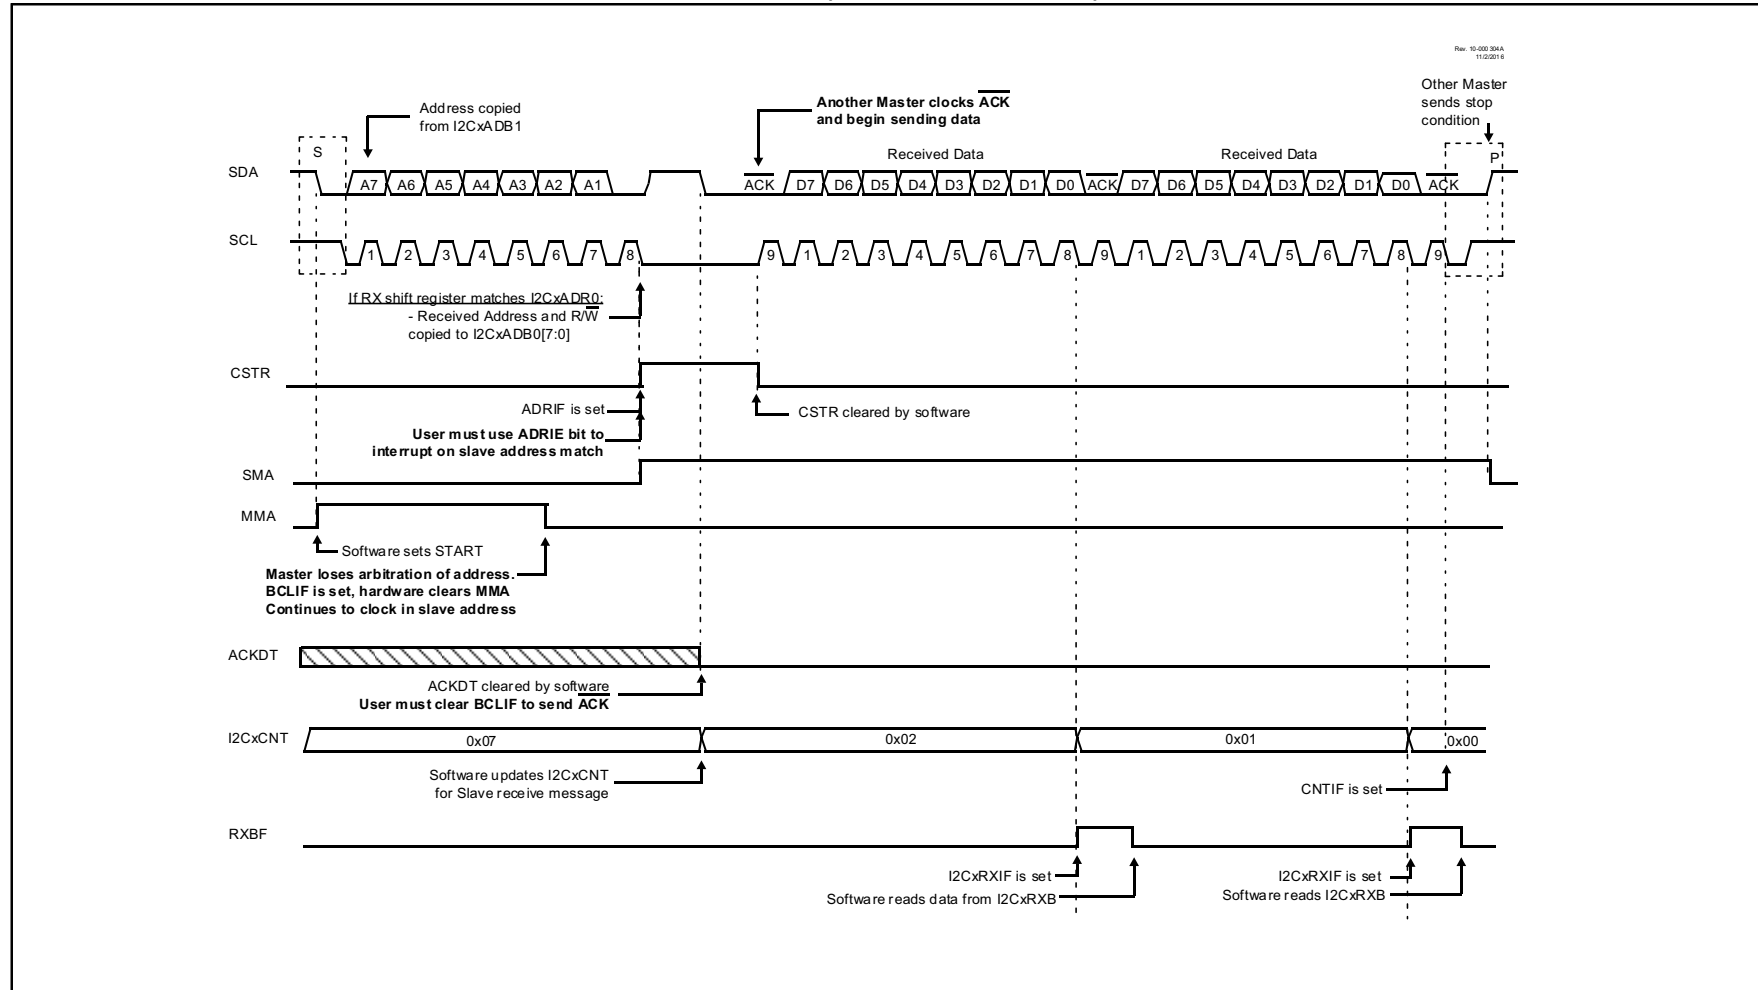 Rev. 10-000 304A
11/2/2016
Other Master
sends stop
condition
Address copied
from I2CxADB1
Another Master clocks A̅C̅K̅
and begin sending data
S
Received Data
Received Data
P
SDA
A7 A6 A5 A4 A3 A2 A1
A̅C̅K̅ D7 D6 D5 D4 D3 D2 D1 D0 A̅C̅K̅ D7 D6 D5 D4 D3 D2 D1 D0 A̅C̅K̅
SCL
1 2 3 4 5 6 7 8 9 1 2 3 4 5 6 7 8 9 1 2 3 4 5 6 7 8 9
If RX shift register matches I2CxADR0:
- Received Address and R/W̅
copied to I2CxADB0[7:0]
CSTR
ADRIF is set
CSTR cleared by software
User must use ADRIE bit to
interrupt on slave address match
SMA
MMA
Software sets START
Master loses arbitration of address.
BCLIF is set, hardware clears MMA
Continues to clock in slave address
ACKDT
ACKDT cleared by software
User must clear BCLIF to send A̅C̅K̅
I2CxCNT
0x07 0x02 0x01 0x00
Software updates I2CxCNT
for Slave receive message
CNTIF is set
RXBF
I2CxRXIF is set
Software reads data from I2CxRXB
I2CxRXIF is set
Software reads I2CxRXB